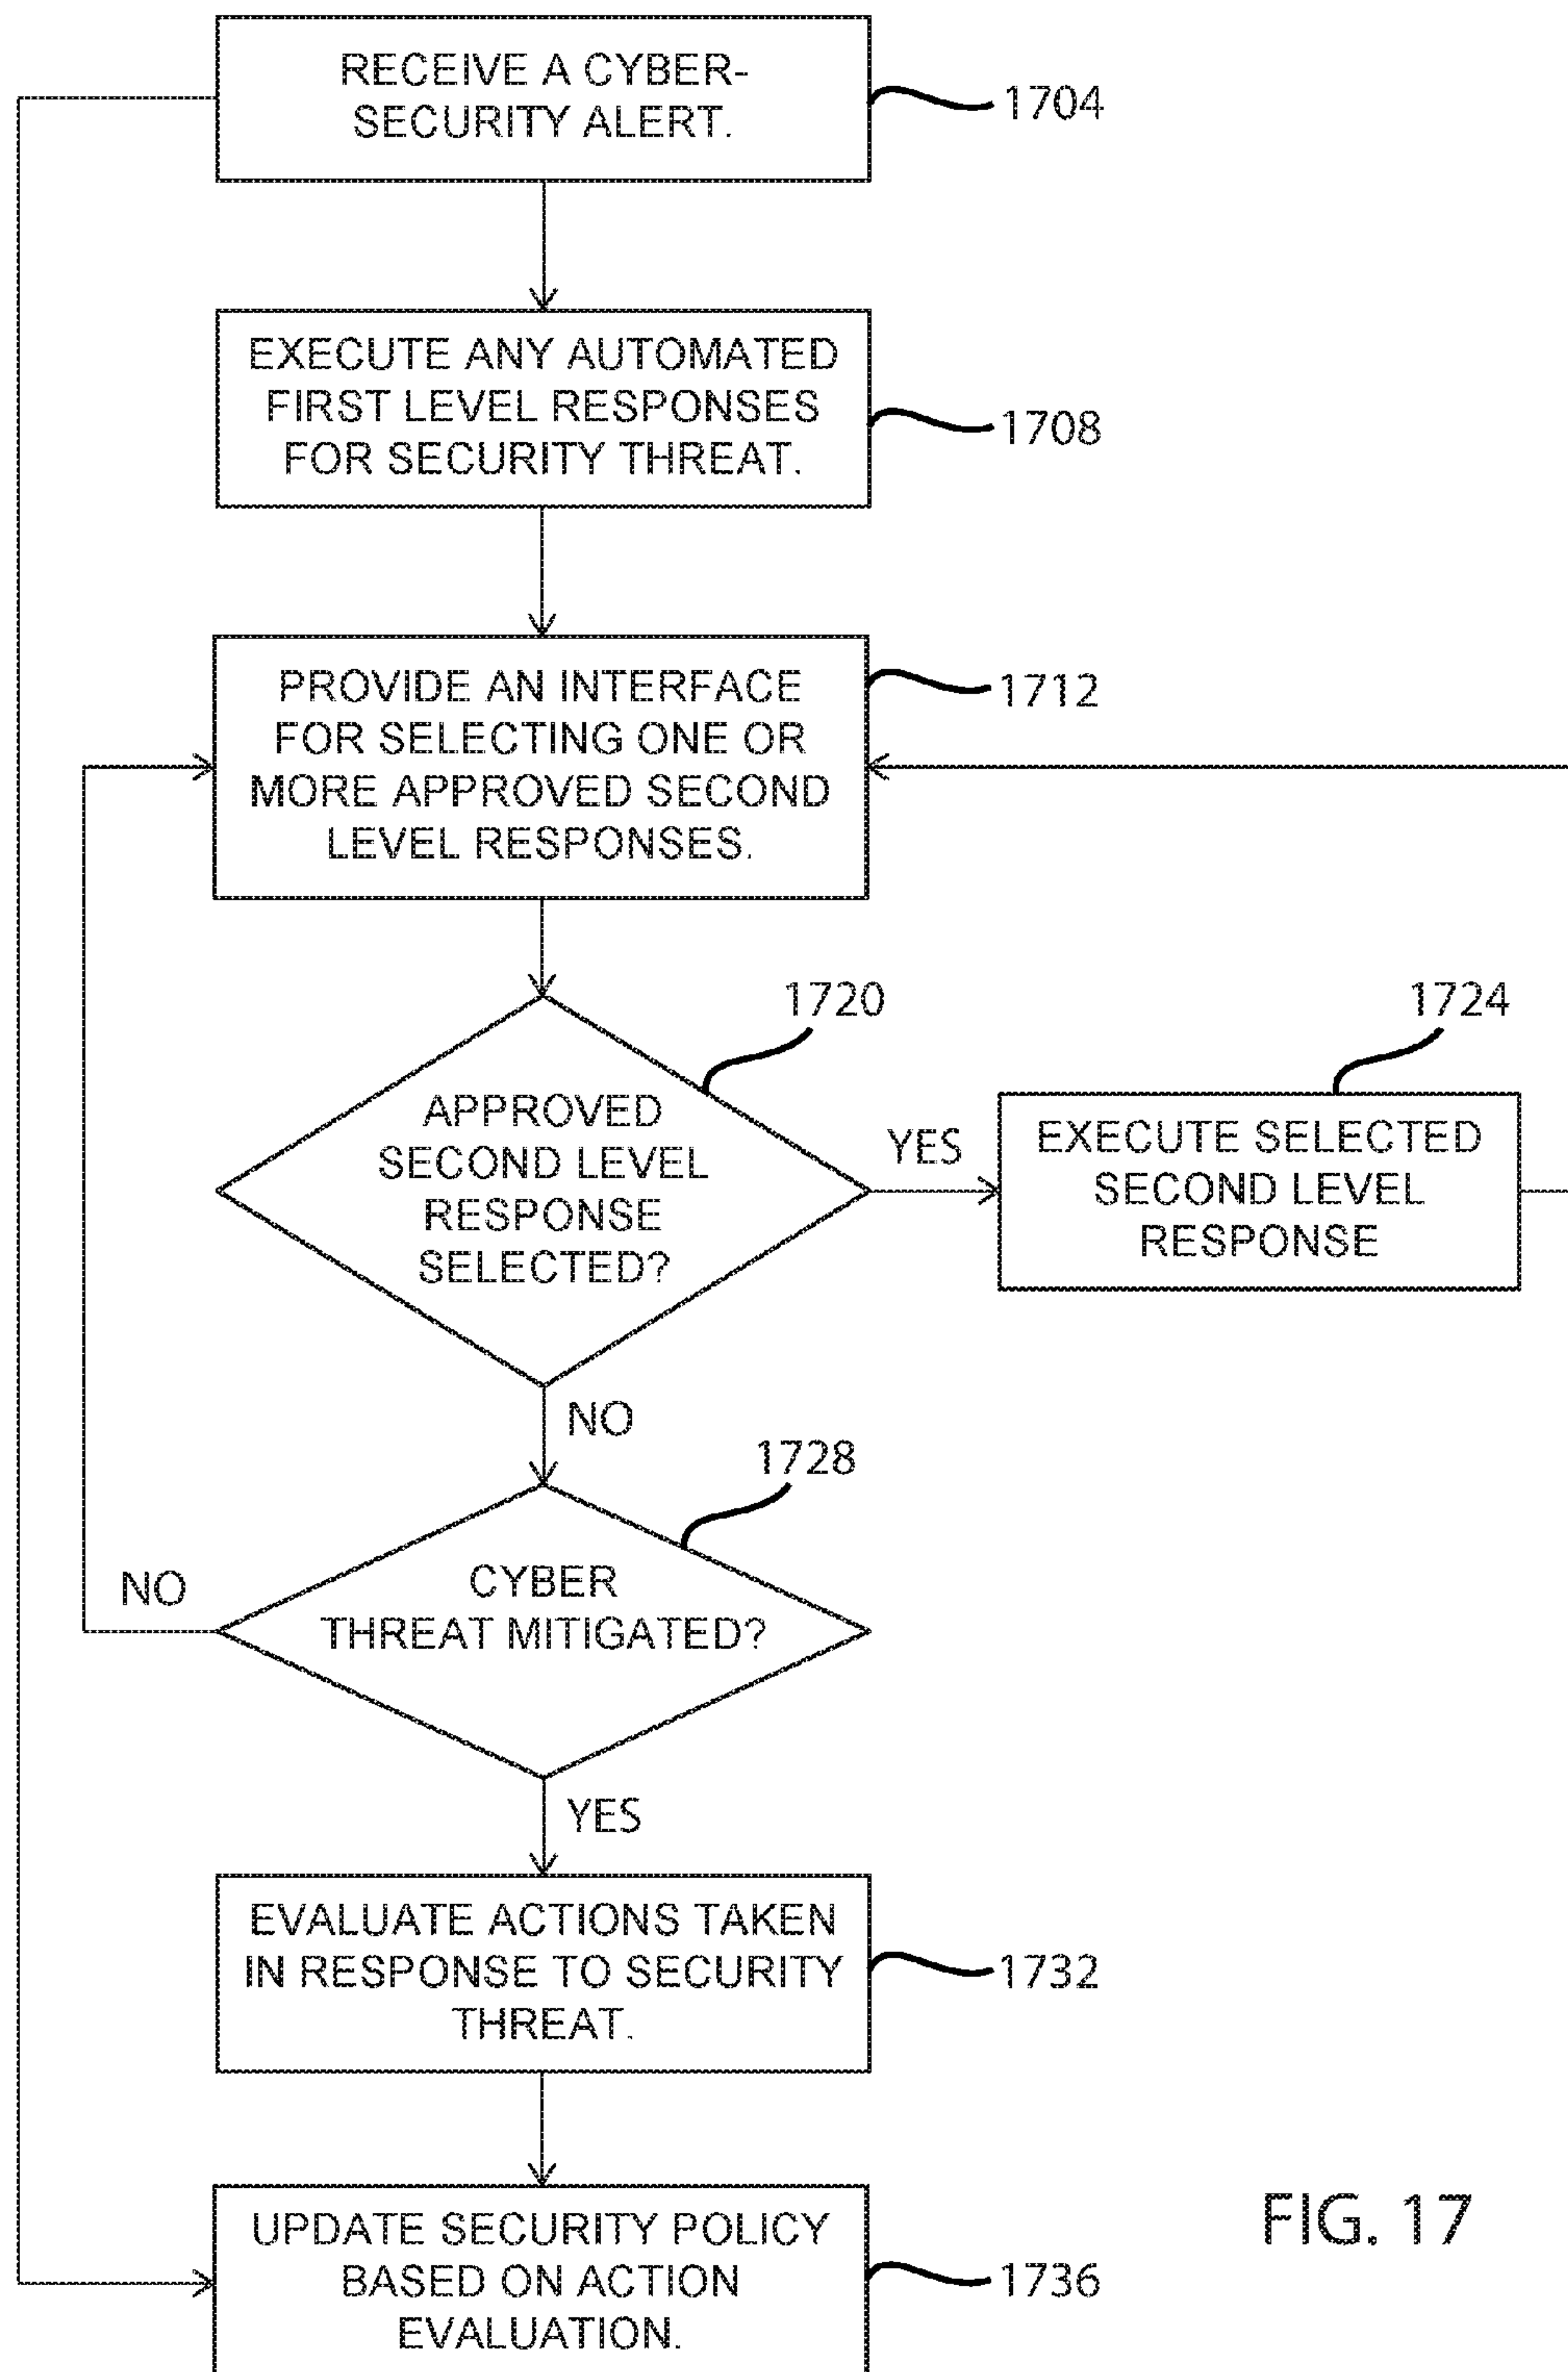 RECEIVE A CYBER-
SECURITY ALERT.
1704
EXECUTE ANY AUTOMATED
FIRST LEVEL RESPONSES
FOR SECURITY THREAT.
1708
PROVIDE AN INTERFACE
FOR SELECTING ONE OR
MORE APPROVED SECOND
LEVEL RESPONSES.
1712
1720
APPROVED
SECOND LEVEL
RESPONSE
SELECTED?
YES
1724
EXECUTE SELECTED
SECOND LEVEL
RESPONSE
NO
1728
CYBER
THREAT MITIGATED?
NO
YES
EVALUATE ACTIONS TAKEN
IN RESPONSE TO SECURITY
THREAT.
1732
UPDATE SECURITY POLICY
BASED ON ACTION
EVALUATION.
1736
FIG. 17